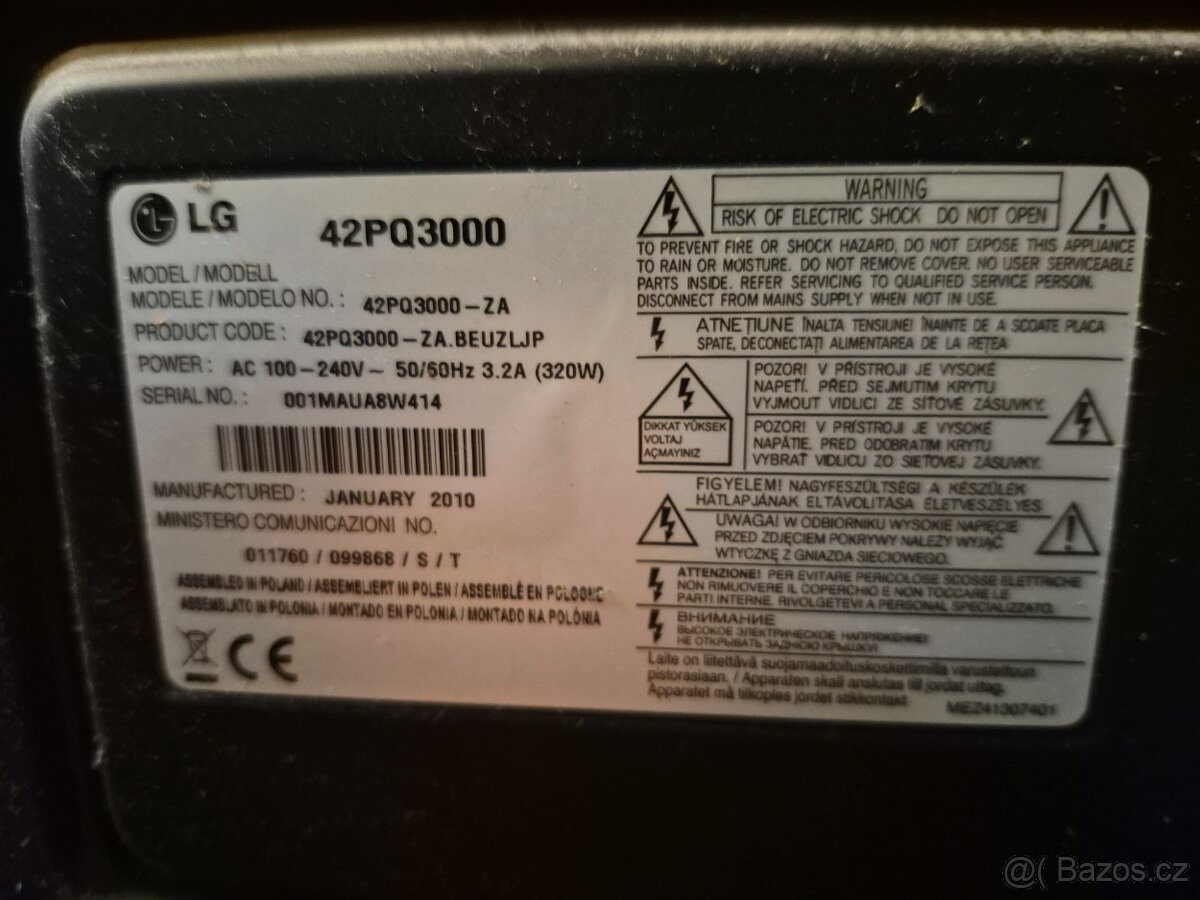 LG
42PQ3000
MODEL / MODELL
MODELE / MODELO NO. : 42PQ3000-ZA
PRODUCT CODE : 42PQ3000-ZA.BEUZLJP
POWER : AC 100-240V~ 50/60Hz 3.2A (320W)
SERIAL NO. : 001MAUA8W414
MANUFACTURED : JANUARY 2010
MINISTERO COMUNICAZIONI NO.
011760 / 099868 / S / T
ASSEMBLED IN POLAND / ASSEMBLIERT IN POLEN / ASSEMBLÉ EN POLOGNE
ASSEMBLATO IN POLONIA / MONTADO EN POLONIA / MONTADO NA POLÓNIA
CE
WARNING
RISK OF ELECTRIC SHOCK DO NOT OPEN
TO PREVENT FIRE OR SHOCK HAZARD, DO NOT EXPOSE THIS APPLIANCE
TO RAIN OR MOISTURE. DO NOT REMOVE COVER. NO USER SERVICEABLE
PARTS INSIDE. REFER SERVICING TO QUALIFIED SERVICE PERSON.
DISCONNECT FROM MAINS SUPPLY WHEN NOT IN USE.
ATNEȚIUNE ÎNALTA TENSIUNE! ÎNAINTE DE A SCOATE PLACA
SPATE, DECONECTAȚI ALIMENTAREA DE LA REȚEA
DIKKAT YÜKSEK
VOLTAJ
AÇMAYINIZ
POZOR! V PŘÍSTROJI JE VYSOKÉ
NAPETÍ. PŘED SEJMUTIM KRYTU
VYJMOUT VIDLICI ZE SÍŤOVÉ ZÁSUVKY.
POZOR! V PRÍSTROJI JE VYSOKÉ
NAPÄTIE. PRED ODOBRATIM KRYTU
VYBRAŤ VIDLICU ZO SIEŤOVEJ ZÁSUVKY.
FIGYELEM! NAGYFESZÜLTSÉGI A KÉSZÜLÉK
HÁTLAPJÁNAK ELTÁVOLÍTÁSA ÉLETVESZÉLYES
UWAGA! W ODBIORNIKU WYSOKIE NAPIĘCIE
PRZED ZDJĘCIEM POKRYWY NALEŻY WYJĄĆ
WTYCZKĘ Z GNIAZDA SIECIOWEGO.
ATTENZIONE! PER EVITARE PERICOLOSE SCOSSE ELETTRICHE
NON RIMUOVERE IL COPERCHIO E NON TOCCARE LE
PARTI INTERNE. RIVOLGETEVI A PERSONAL SPECIALIZZATO.
ВНИМАНИЕ
ВЫСОКОЕ ЭЛЕКТРИЧЕСКОЕ НАПРЯЖЕНИЕ!
НЕ ОТКРЫВАТЬ ЗАДНЮЮ КРЫШКУ!
Laite on liitettävä suojamaadoituskoskettimilla varustettuun
pistorasiaan. / Apparaten skall anslutas till jordat uttag.
Apparatet må tilkoples jordet stikkontakt
MEZ41307401
@( Bazos.cz